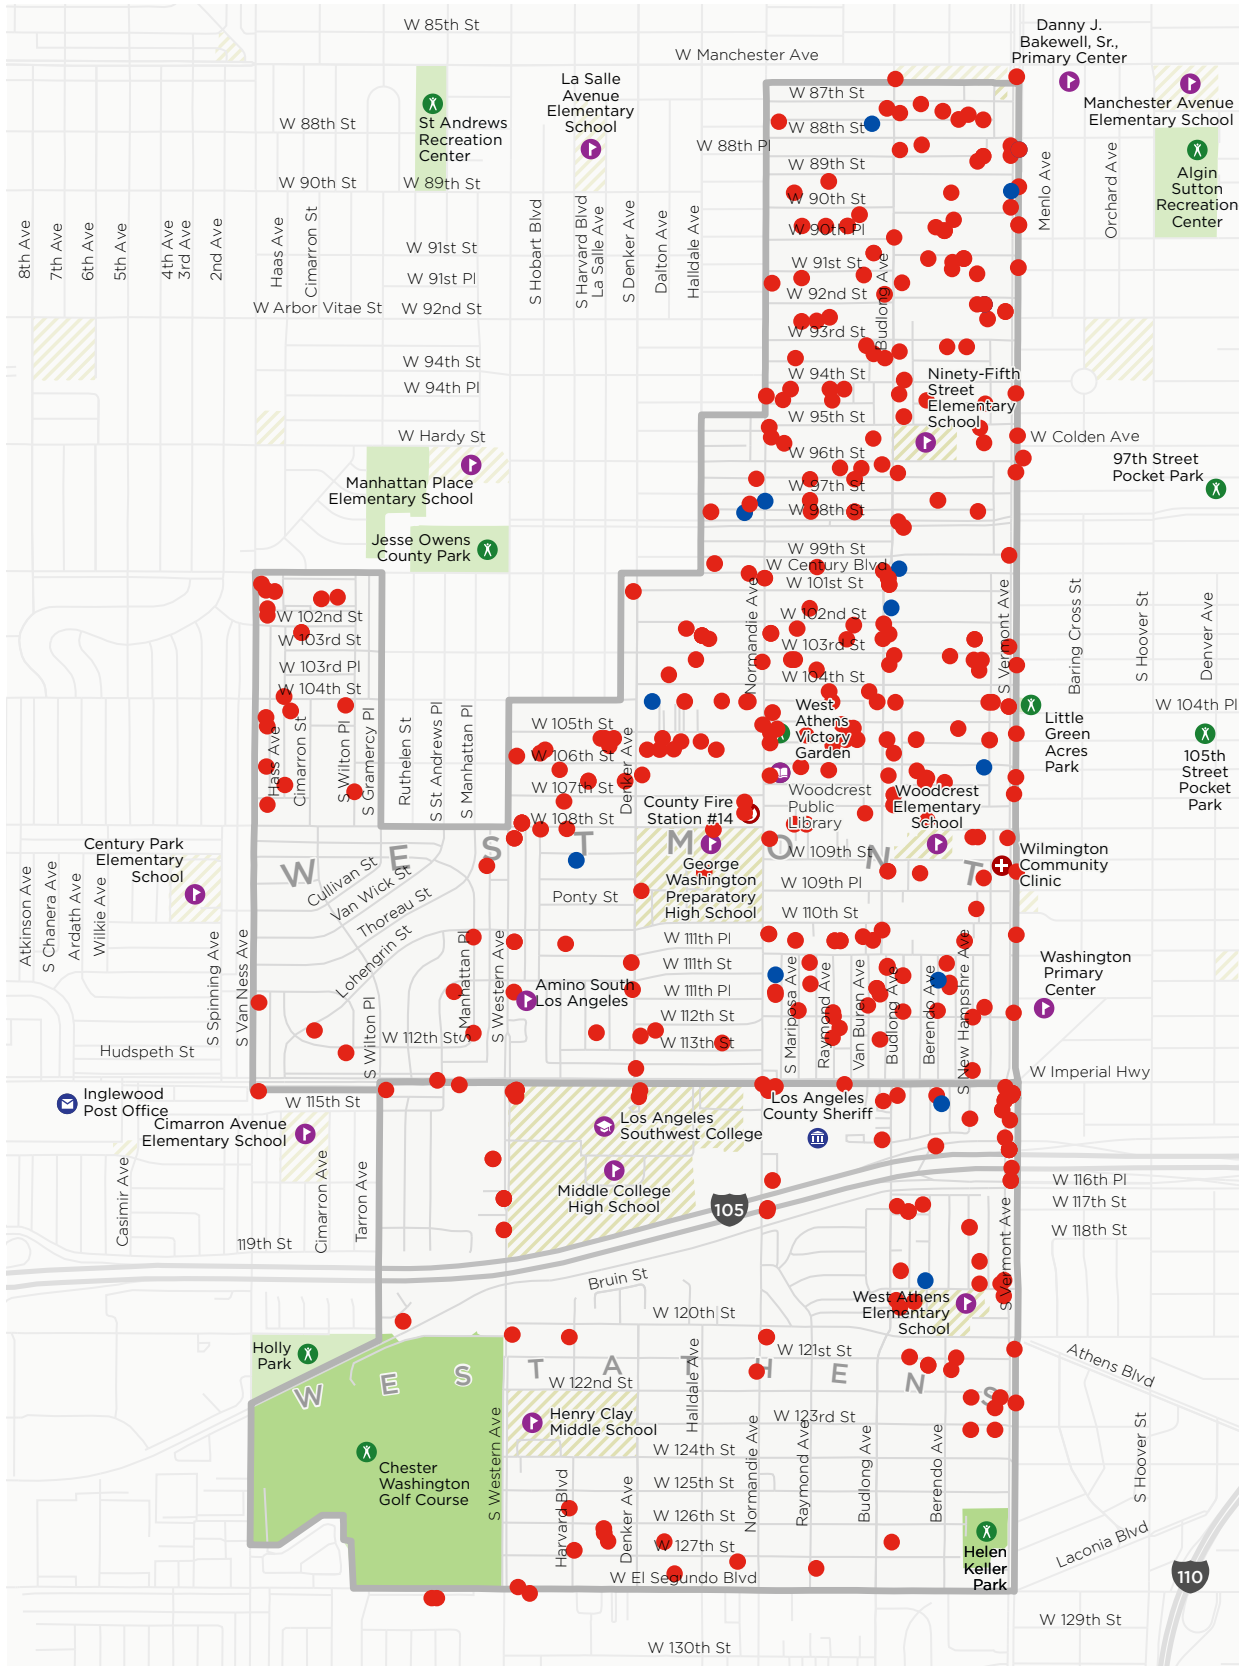 W 85th St
W Manchester Ave
Danny J.
Bakewell, Sr.,
Primary Center
La Salle
Avenue
Elementary
School
W 87th St
Manchester Avenue
Elementary School
St Andrews
Recreation
Center
W 88th St
W 88th St
W 88th Pl
W 89th St
Algin
Sutton
Recreation
Center
W 90th St
W 89th St
W 90th St
Menlo Ave
Orchard Ave
8th Ave
7th Ave
6th Ave
5th Ave
4th Ave
3rd Ave
2nd Ave
Haas Ave
Cimarron St
S Hobart Blvd
S Harvard Blvd
La Salle Ave
S Denker Ave
Dalton Ave
Halldale Ave
W 90th Pl
W 91st St
W 91st St
W 91st Pl
Budlong Ave
W 92nd St
W Arbor Vitae St
W 92nd St
W 93rd St
W 94th St
W 94th St
W 94th Pl
Ninety-Fifth
Street
Elementary
School
W 95th St
W Hardy St
W Colden Ave
W 96th St
97th Street
Pocket Park
Manhattan Place
Elementary School
W 97th St
W 98th St
Jesse Owens
County Park
W 99th St
W Century Blvd
W 101st St
Normandie Ave
S Vermont Ave
Baring Cross St
S Hoover St
Denver Ave
W 102nd St
W 102nd St
W 103rd St
W 103rd St
W 103rd Pl
W 104th St
W 104th St
W 104th Pl
West
Athens
Victory
Garden
Little
Green
Acres
Park
105th
Street
Pocket
Park
Hass Ave
Cimarron St
S Wilton Pl
S Gramercy Pl
Ruthelen St
S St Andrews Pl
S Manhattan Pl
W 105th St
W 106th St
Denker Ave
W 107th St
W 108th St
County Fire
Station #14
Woodcrest
Public
Library
Woodcrest
Elementary
School
WESTMONT
Century Park
Elementary
School
Wilmington
Community
Clinic
W 109th St
George
Washington
Preparatory
High School
W 109th Pl
Atkinson Ave
S Chanera Ave
Ardath Ave
Wilkie Ave
Cullivan St
Van Wick St
Thoreau St
Lohengrin St
Ponty St
W 110th St
W 111th Pl
W 111th St
W 111th Pl
S Spinning Ave
S Van Ness Ave
S Wilton Pl
S Manhattan Pl
S Western Ave
Amino South
Los Angeles
Washington
Primary
Center
S Mariposa Ave
Raymond Ave
Van Buren Ave
Budlong Ave
Berendo Ave
S New Hampshire Ave
W 112th St
W 112th St
W 113th St
Hudspeth St
W Imperial Hwy
Inglewood
Post Office
W 115th St
Los Angeles
County Sheriff
Cimarron Avenue
Elementary School
Los Angeles
Southwest College
Middle College
High School
Casimir Ave
Cimarron Ave
Tarron Ave
W 116th Pl
W 117th St
105
W 118th St
119th St
S Vermont Ave
Bruin St
West Athens
Elementary
School
W 120th St
Holly
Park
W 121st St
Athens Blvd
WEST ATHENS
Halldale Ave
W 122nd St
Henry Clay
Middle School
W 123rd St
S Western Ave
Normandie Ave
Raymond Ave
Budlong Ave
Berendo Ave
S Hoover St
W 124th St
Chester
Washington
Golf Course
W 125th St
Harvard Blvd
Denker Ave
W 126th St
W 127th St
Laconia Blvd
Helen
Keller
Park
W El Segundo Blvd
110
W 129th St
W 130th St